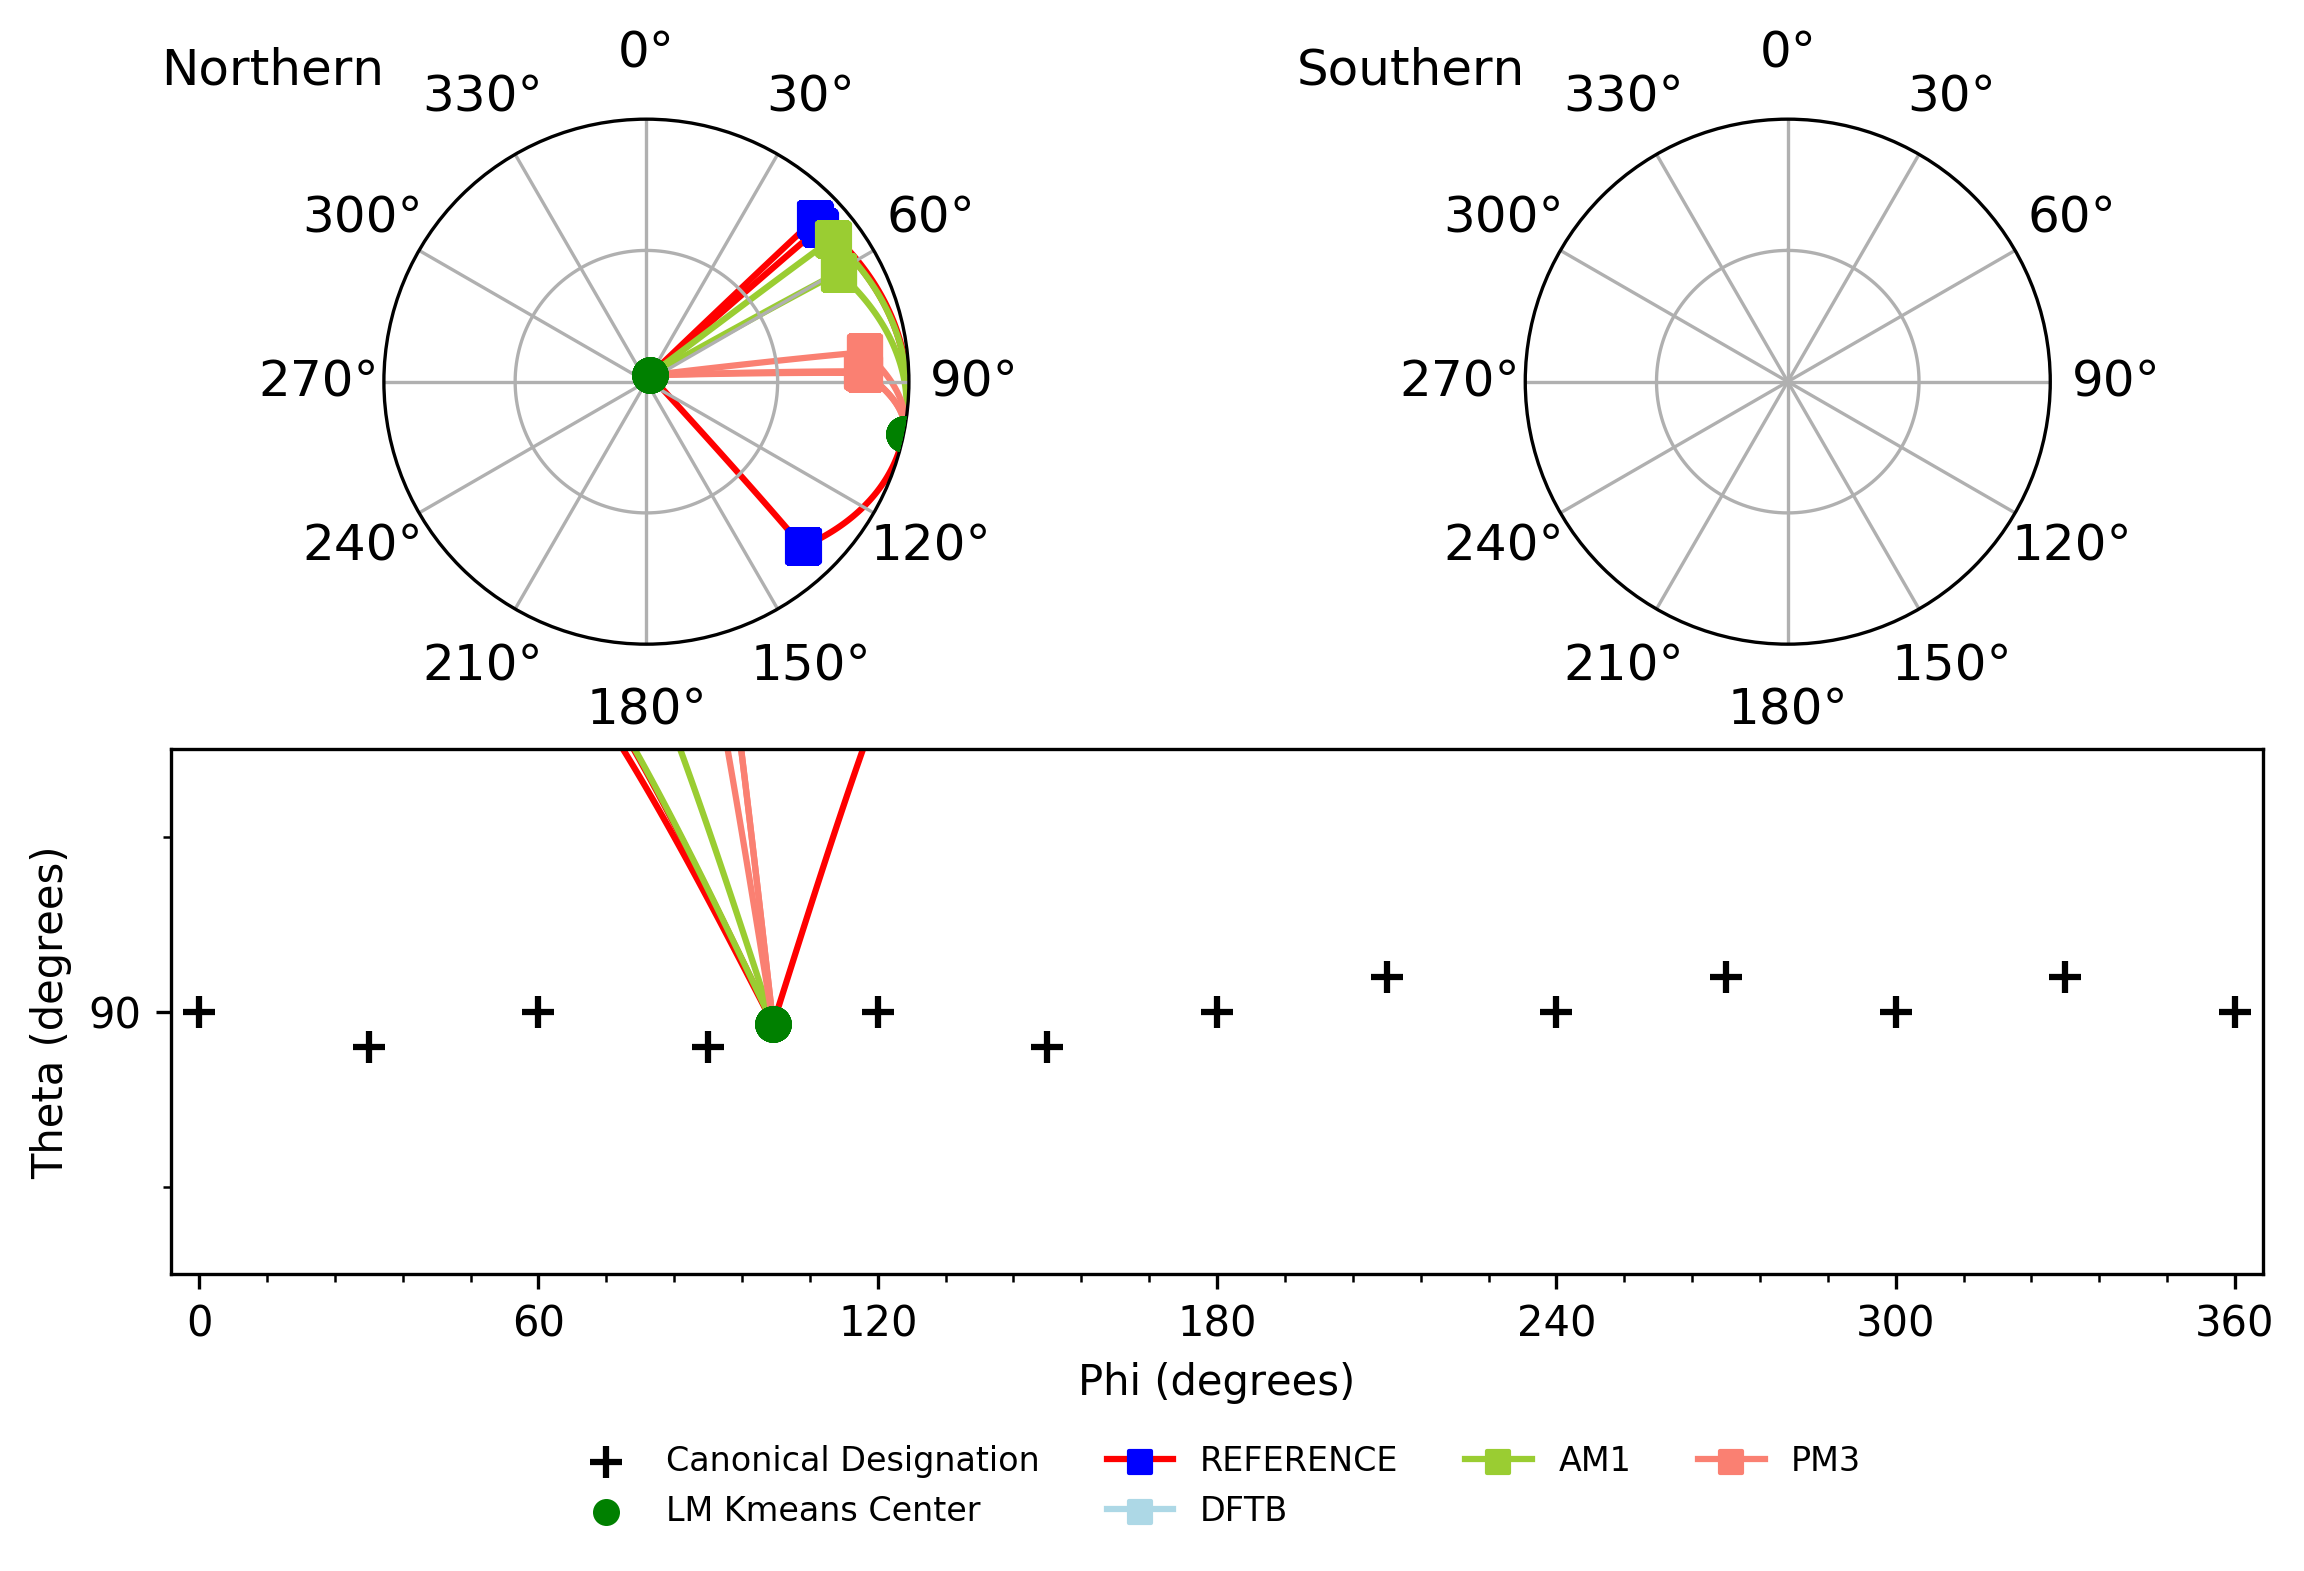 Northern
0°
330°
30°
300°
60°
270°
90°
240°
120°
210°
150°
180°
Southern
0°
330°
30°
300°
60°
270°
90°
240°
120°
210°
150°
180°
Theta (degrees)
90
0 60 120 180 240 300 360
Phi (degrees)
Canonical Designation
LM Kmeans Center
REFERENCE
DFTB
AM1
PM3